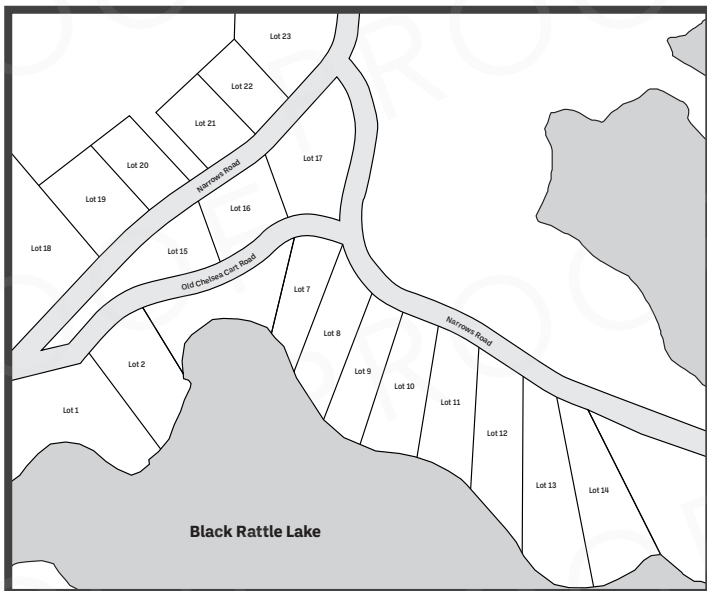 Lot 23
Lot 22
Lot 21
Lot 20
Lot 19
Lot 18
Narrows Road
Lot 17
Lot 16
Lot 15
Old Chelsea Cart Road
Lot 7
Lot 8
Lot 9
Lot 10
Lot 11
Lot 12
Lot 13
Lot 14
Narrows Road
Lot 2
Lot 1
Black Rattle Lake